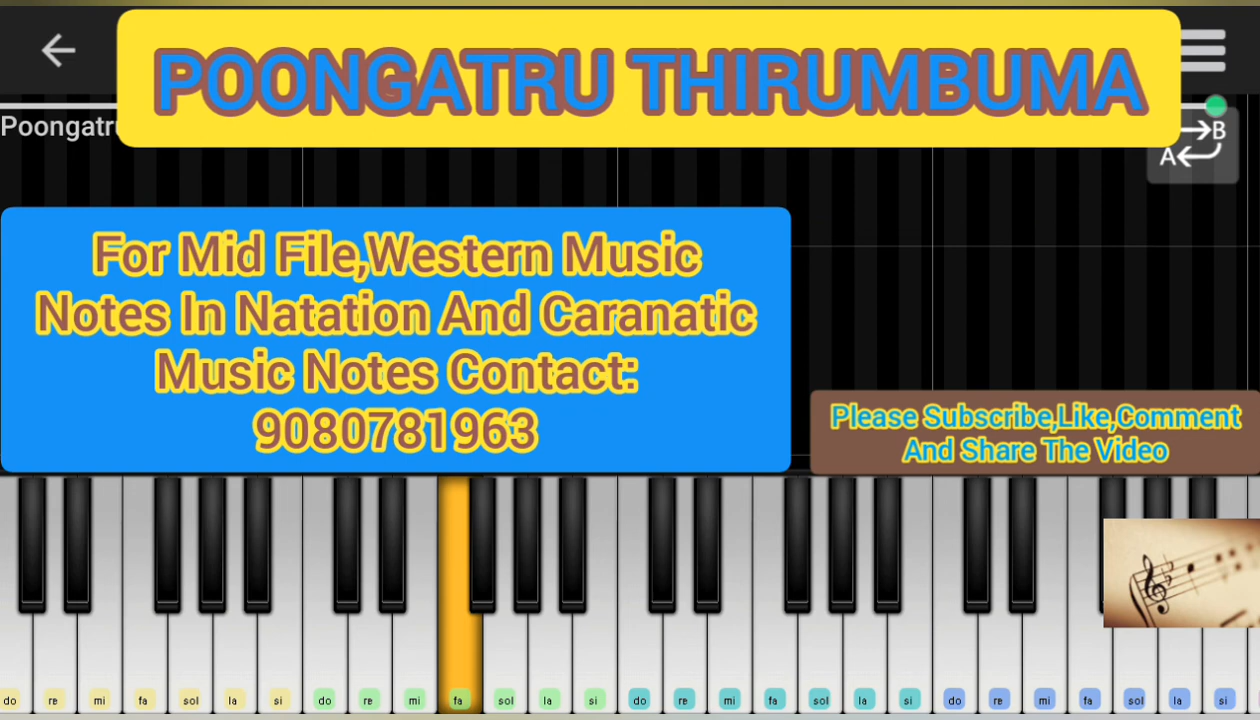 POONGATRU THIRUMBUMA
Poongatru
B
A
For Mid File,Western Music
Notes In Natation And Caranatic
Music Notes Contact:
9080781963
Please Subscribe,Like,Comment
And Share The Video
do re mi fa sol la si do re mi fa sol la si do re mi fa sol la si do re mi fa sol la si